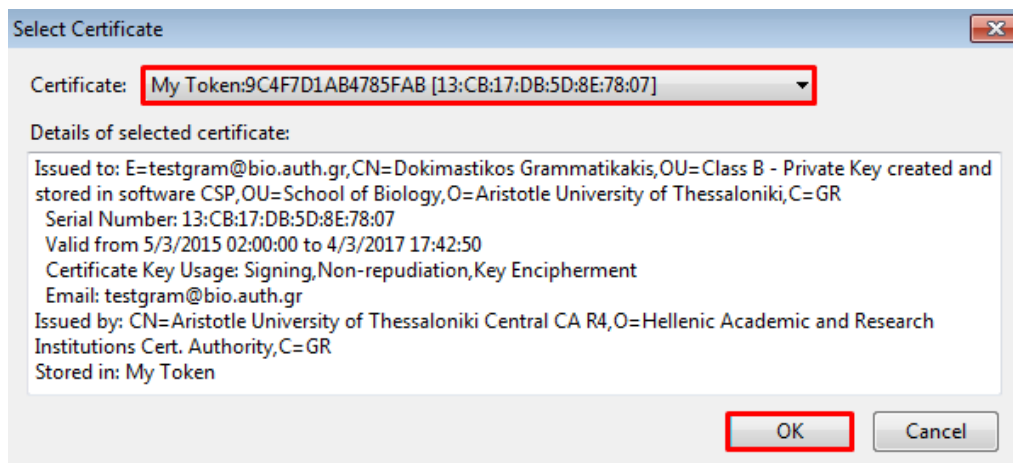 Select Certificate
Certificate: My Token:9C4F7D1AB4785FAB [13:CB:17:DB:5D:8E:78:07]
Details of selected certificate:
Issued to: E=testgram@bio.auth.gr,CN=Dokimastikos Grammatikakis,OU=Class B - Private Key created and
stored in software CSP,OU=School of Biology,O=Aristotle University of Thessaloniki,C=GR
Serial Number: 13:CB:17:DB:5D:8E:78:07
Valid from 5/3/2015 02:00:00 to 4/3/2017 17:42:50
Certificate Key Usage: Signing,Non-repudiation,Key Encipherment
Email: testgram@bio.auth.gr
Issued by: CN=Aristotle University of Thessaloniki Central CA R4,O=Hellenic Academic and Research
Institutions Cert. Authority,C=GR
Stored in: My Token
OK Cancel